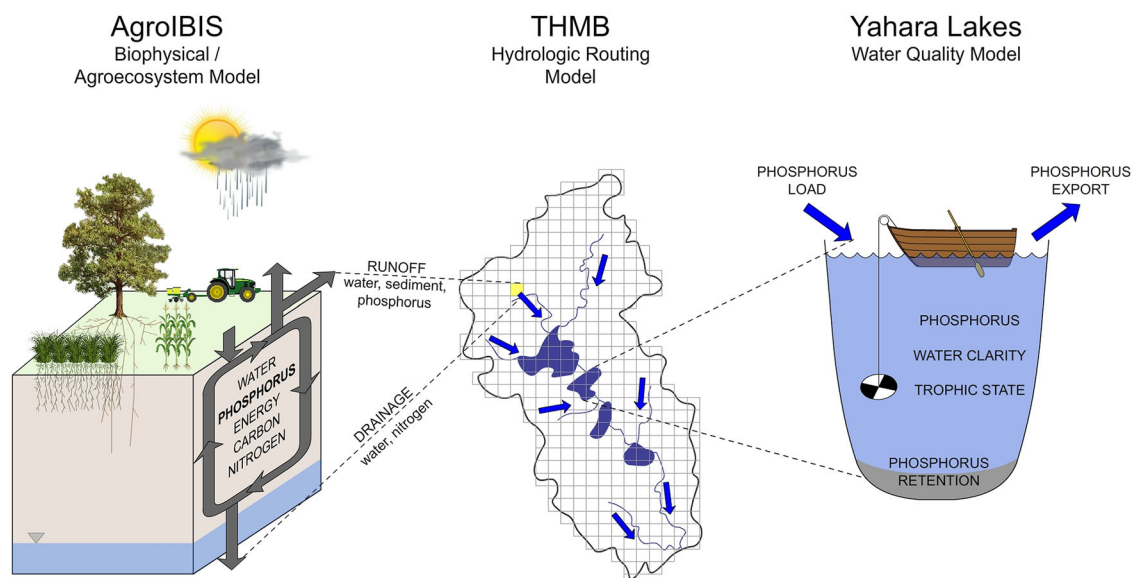 AgroIBIS
Biophysical /
Agroecosystem Model
THMB
Hydrologic Routing
Model
Yahara Lakes
Water Quality Model
RUNOFF
water, sediment,
phosphorus
DRAINAGE
water, nitrogen
WATER
PHOSPHORUS
ENERGY
CARBON
NITROGEN
PHOSPHORUS
LOAD
PHOSPHORUS
EXPORT
PHOSPHORUS
WATER CLARITY
TROPHIC STATE
PHOSPHORUS
RETENTION